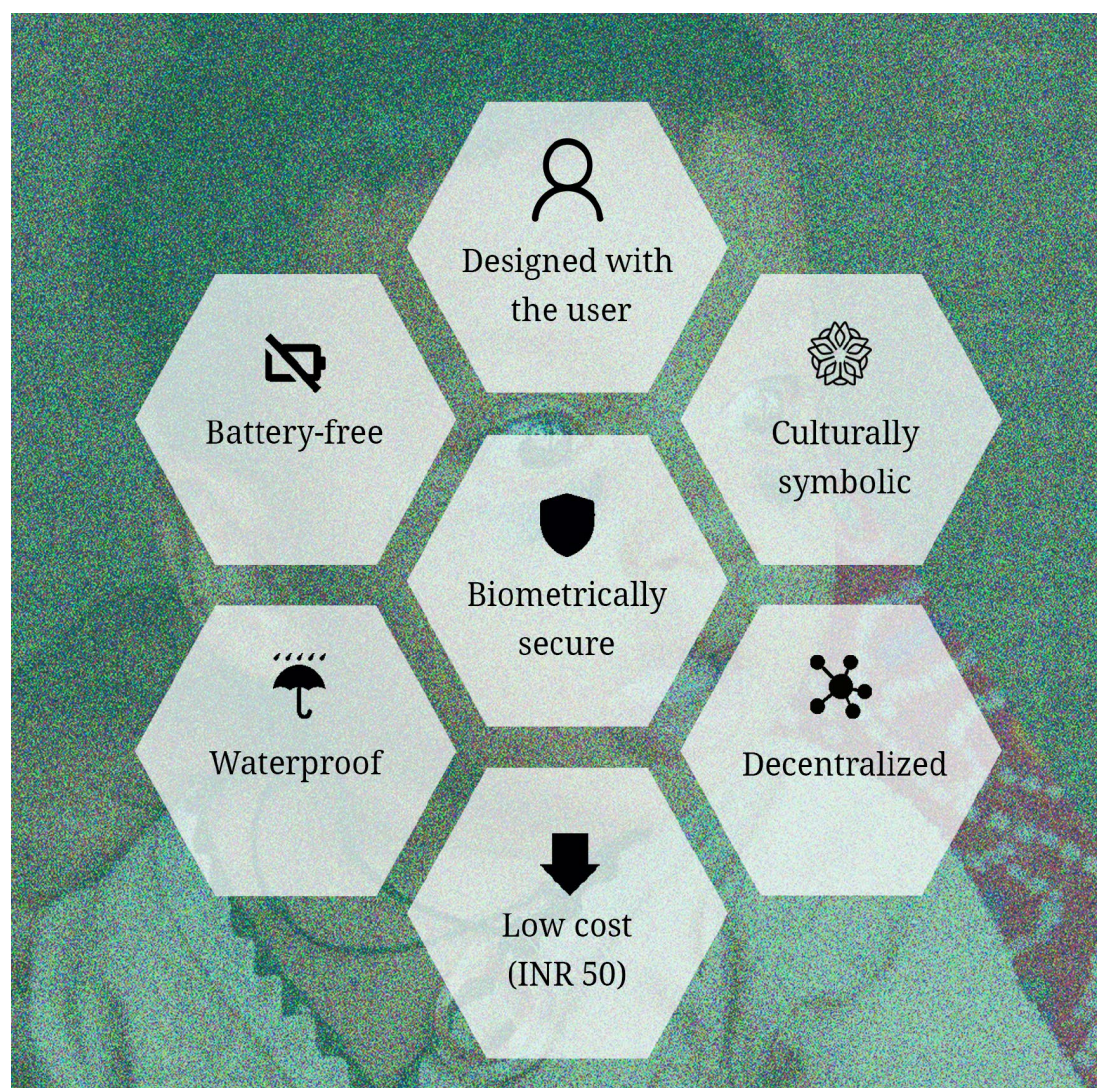 Designed with
the user
Battery-free
Culturally
symbolic
Biometrically
secure
Waterproof
Decentralized
Low cost
(INR 50)